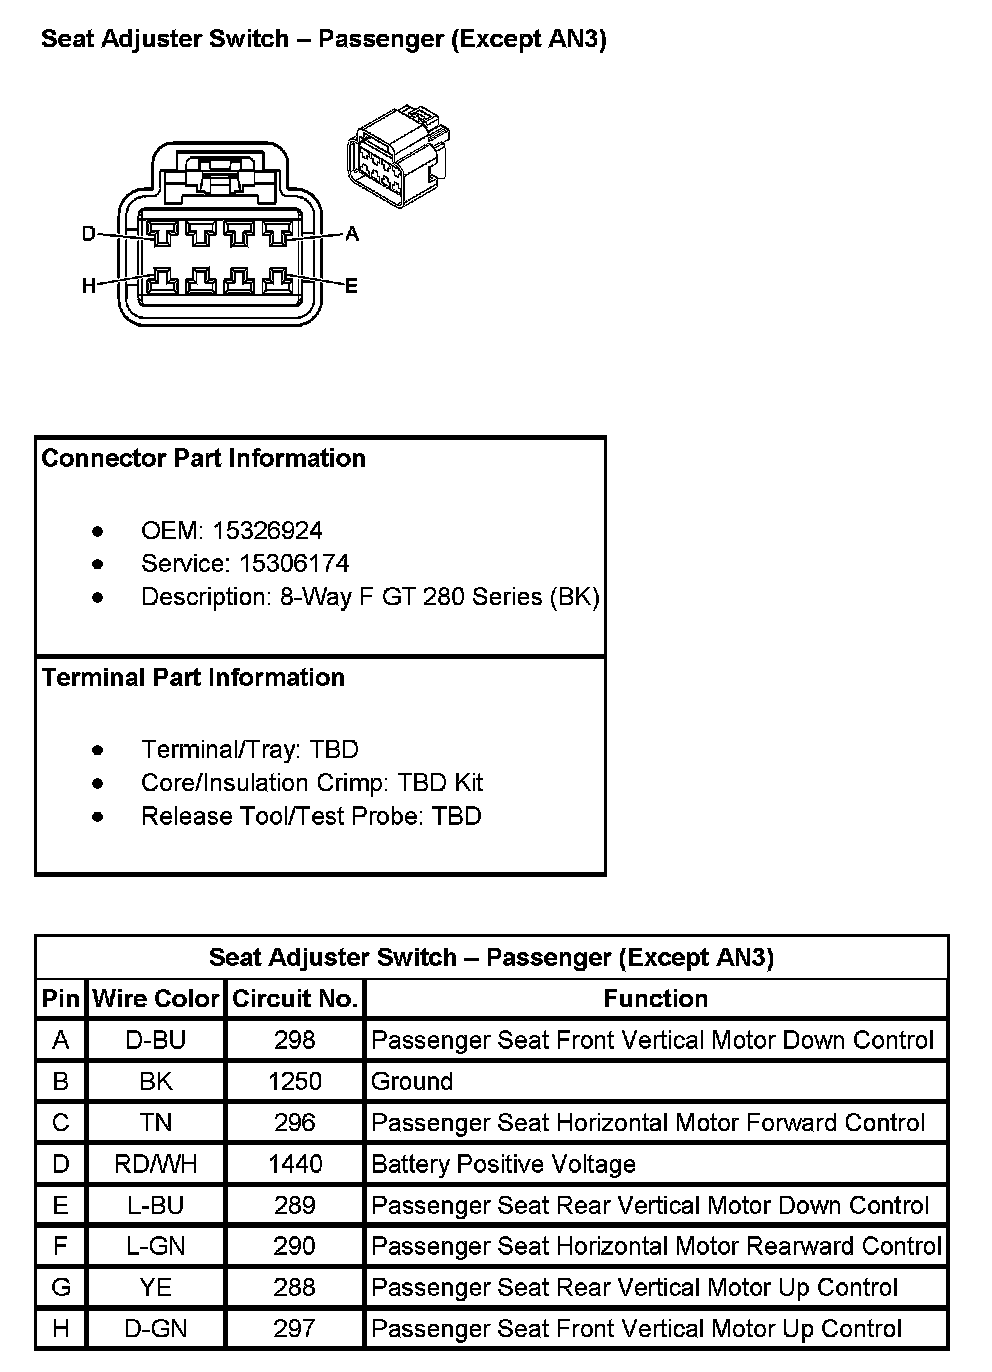 Seat Adjuster Switch – Passenger (Except AN3)
D A
H E
Connector Part Information
● OEM: 15326924
● Service: 15306174
● Description: 8-Way F GT 280 Series (BK)
Terminal Part Information
● Terminal/Tray: TBD
● Core/Insulation Crimp: TBD Kit
● Release Tool/Test Probe: TBD
Seat Adjuster Switch – Passenger (Except AN3)
Pin Wire Color Circuit No. Function
A D-BU 298 Passenger Seat Front Vertical Motor Down Control
B BK 1250 Ground
C TN 296 Passenger Seat Horizontal Motor Forward Control
D RD/WH 1440 Battery Positive Voltage
E L-BU 289 Passenger Seat Rear Vertical Motor Down Control
F L-GN 290 Passenger Seat Horizontal Motor Rearward Control
G YE 288 Passenger Seat Rear Vertical Motor Up Control
H D-GN 297 Passenger Seat Front Vertical Motor Up Control